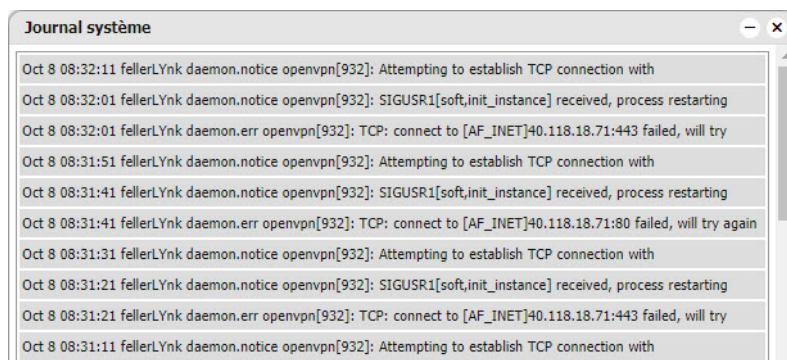 Journal système
Oct 8 08:32:11 fellerLYnk daemon.notice openvpn[932]: Attempting to establish TCP connection with
Oct 8 08:32:01 fellerLYnk daemon.notice openvpn[932]: SIGUSR1[soft,init_instance] received, process restarting
Oct 8 08:32:01 fellerLYnk daemon.err openvpn[932]: TCP: connect to [AF_INET]40.118.18.71:443 failed, will try
Oct 8 08:31:51 fellerLYnk daemon.notice openvpn[932]: Attempting to establish TCP connection with
Oct 8 08:31:41 fellerLYnk daemon.notice openvpn[932]: SIGUSR1[soft,init_instance] received, process restarting
Oct 8 08:31:41 fellerLYnk daemon.err openvpn[932]: TCP: connect to [AF_INET]40.118.18.71:80 failed, will try again
Oct 8 08:31:31 fellerLYnk daemon.notice openvpn[932]: Attempting to establish TCP connection with
Oct 8 08:31:21 fellerLYnk daemon.notice openvpn[932]: SIGUSR1[soft,init_instance] received, process restarting
Oct 8 08:31:21 fellerLYnk daemon.err openvpn[932]: TCP: connect to [AF_INET]40.118.18.71:443 failed, will try
Oct 8 08:31:11 fellerLYnk daemon.notice openvpn[932]: Attempting to establish TCP connection with